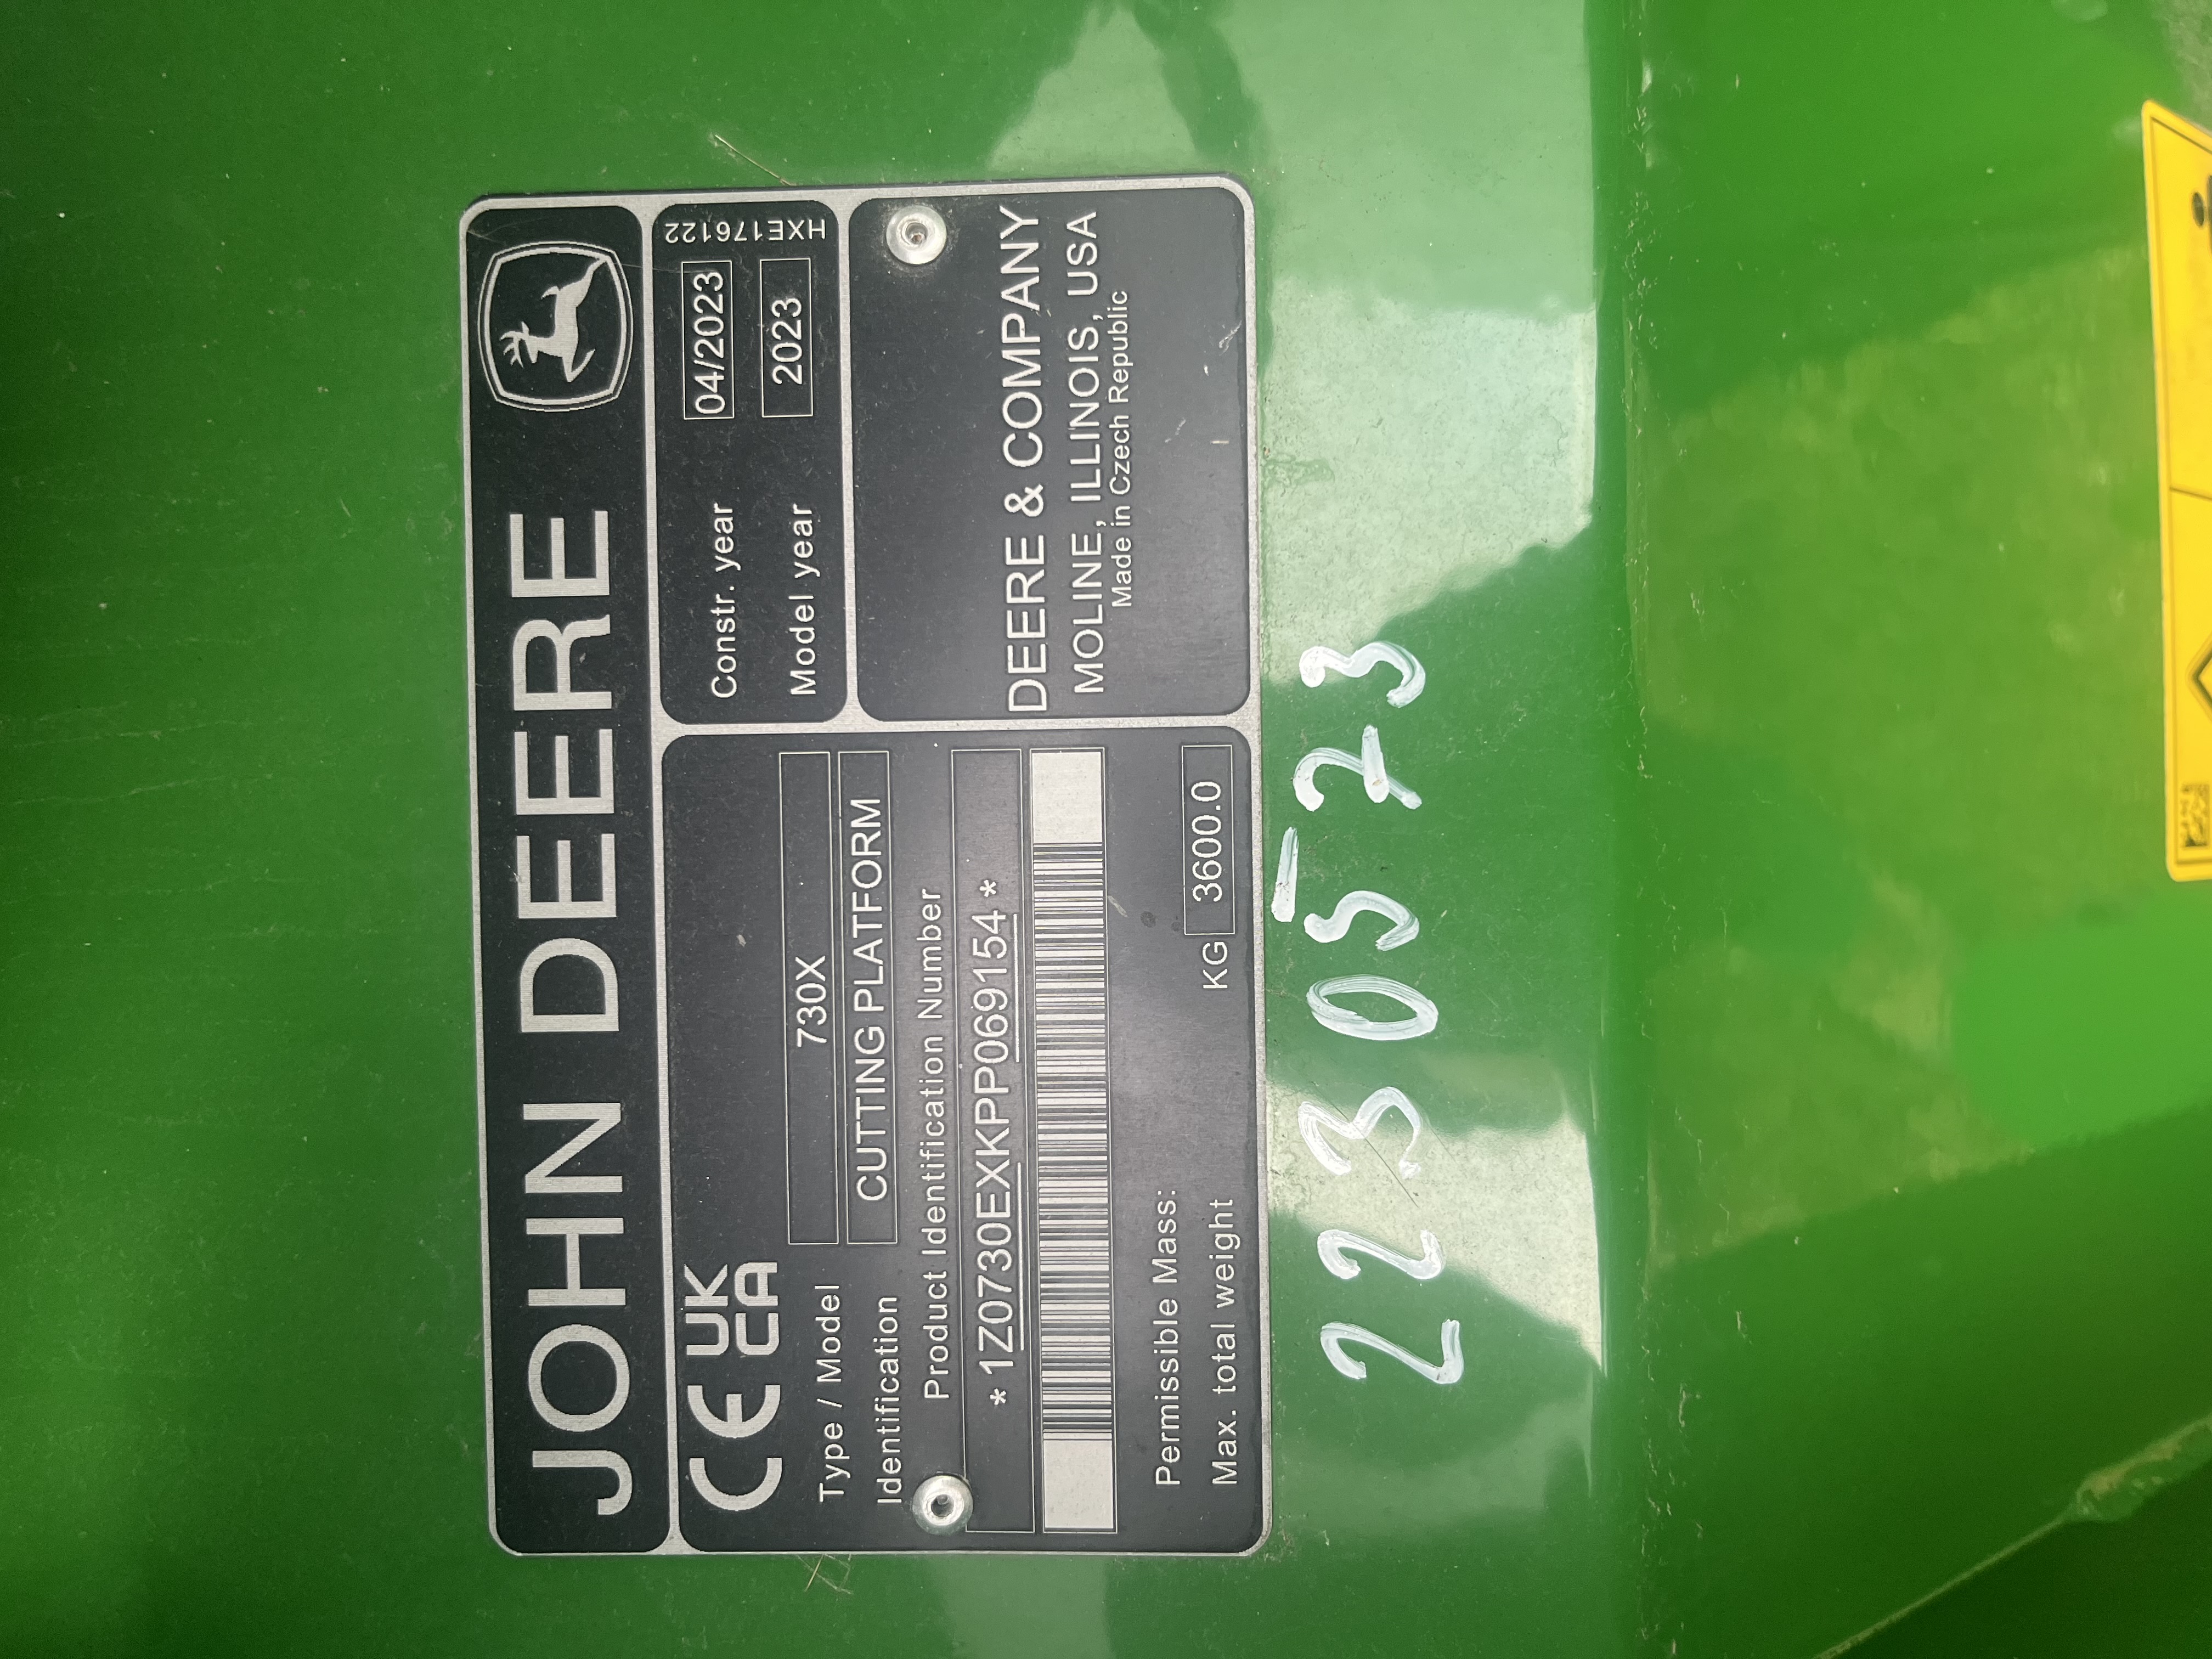 JOHN DEERE
CE UK CA
Type / Model 730X
Identification CUTTING PLATFORM
Product Identification Number
*1Z0730EXKPP069154*
Permissible Mass:
Max. total weight KG 3600.0
Constr. year 04/2023
Model year 2023
HXE176122
DEERE & COMPANY
MOLINE, ILLINOIS, USA
Made in Czech Republic
2230523